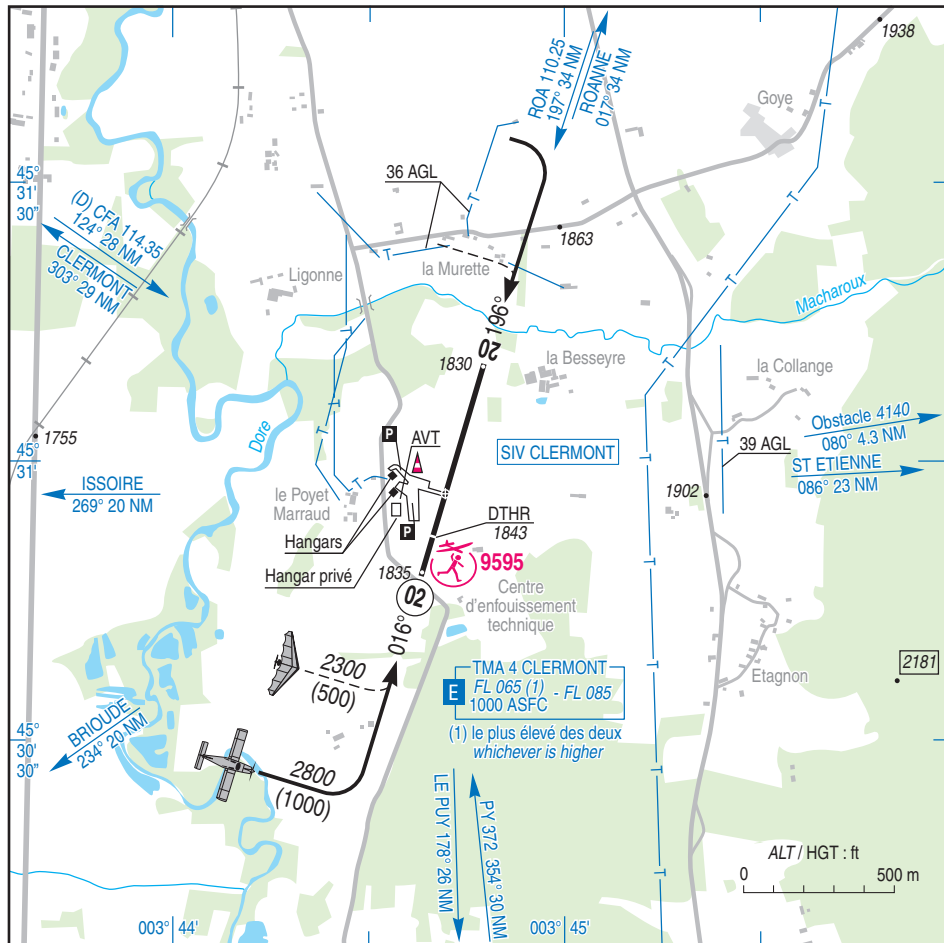 1938
ROA 110.25
197° 34 NM
ROANNE
017° 34 NM
Goye
45°
31'
30"
36 AGL
T
T
T
1863
(D) CFA 114.35
124° 28 NM
CLERMONT
303° 29 NM
la Murette
T
T
T
Ligonne
T
Macharoux
196°
20
1830
la Besseyre
T
la Collange
T
T
T
1755
Dore
P
AVT
Obstacle 4140
080° 4.3 NM
45°
31'
SIV CLERMONT
T
39 AGL
ST ETIENNE
086° 23 NM
ISSOIRE
269° 20 NM
T
le Poyet
Marraud
1902
P
DTHR
1843
Hangars
T
9595
Hangar privé
1835
02
Centre
d'enfouissement
technique
016°
2300
(500)
TMA 4 CLERMONT
E
FL 065 (1) - FL 085
1000 ASFC
(1) le plus élevé des deux
whichever is higher
Etagnon
2181
T
BRIOUDE
234° 20 NM
45°
30'
30"
2800
(1000)
T
LE PUY 178° 26 NM
PY 372 354° 30 NM
ALT / HGT : ft
0
500 m
003° 44'
003° 45'